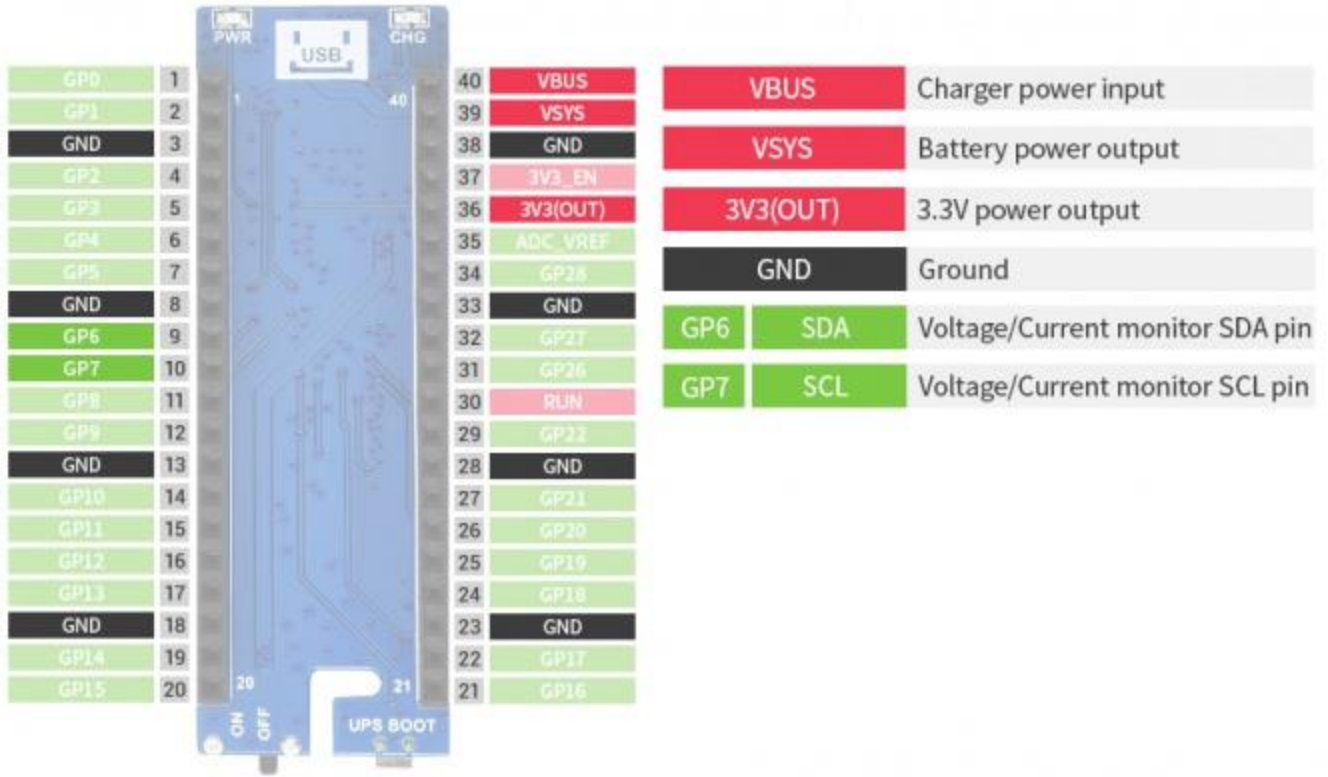 PWR USB CHG
GP0 1 40 VBUS
GP1 2 1 40 39 VSYS
GND 3 38 GND
GP2 4 37 3V3_EN
GP3 5 36 3V3(OUT)
GP4 6 35 ADC_VREF
GP5 7 34 GP28
GND 8 33 GND
GP6 9 32 GP27
GP7 10 31 GP26
GP8 11 30 RUN
GP9 12 29 GP22
GND 13 28 GND
GP10 14 27 GP21
GP11 15 26 GP20
GP12 16 25 GP19
GP13 17 24 GP18
GND 18 23 GND
GP14 19 22 GP17
GP15 20 20 21 21 GP16
ON OFF UPS BOOT
VBUS Charger power input
VSYS Battery power output
3V3(OUT) 3.3V power output
GND Ground
GP6 SDA Voltage/Current monitor SDA pin
GP7 SCL Voltage/Current monitor SCL pin